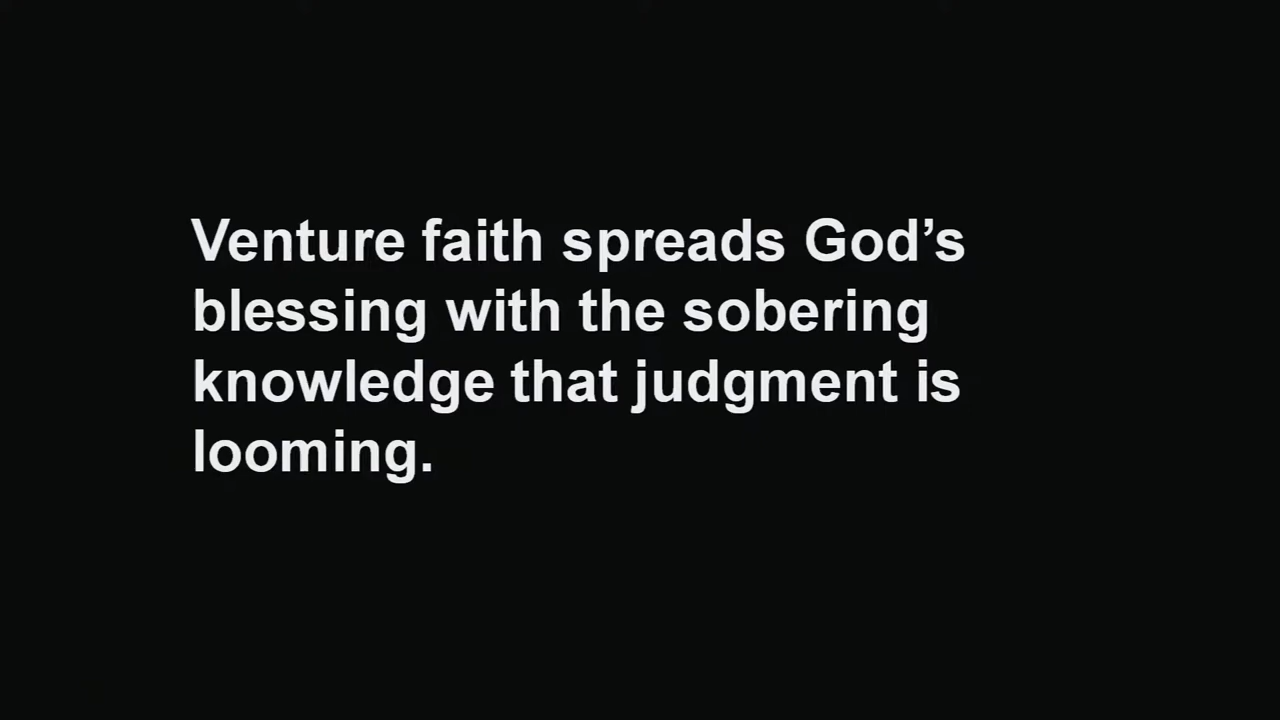 Venture faith spreads God’s
blessing with the sobering
knowledge that judgment is
looming.